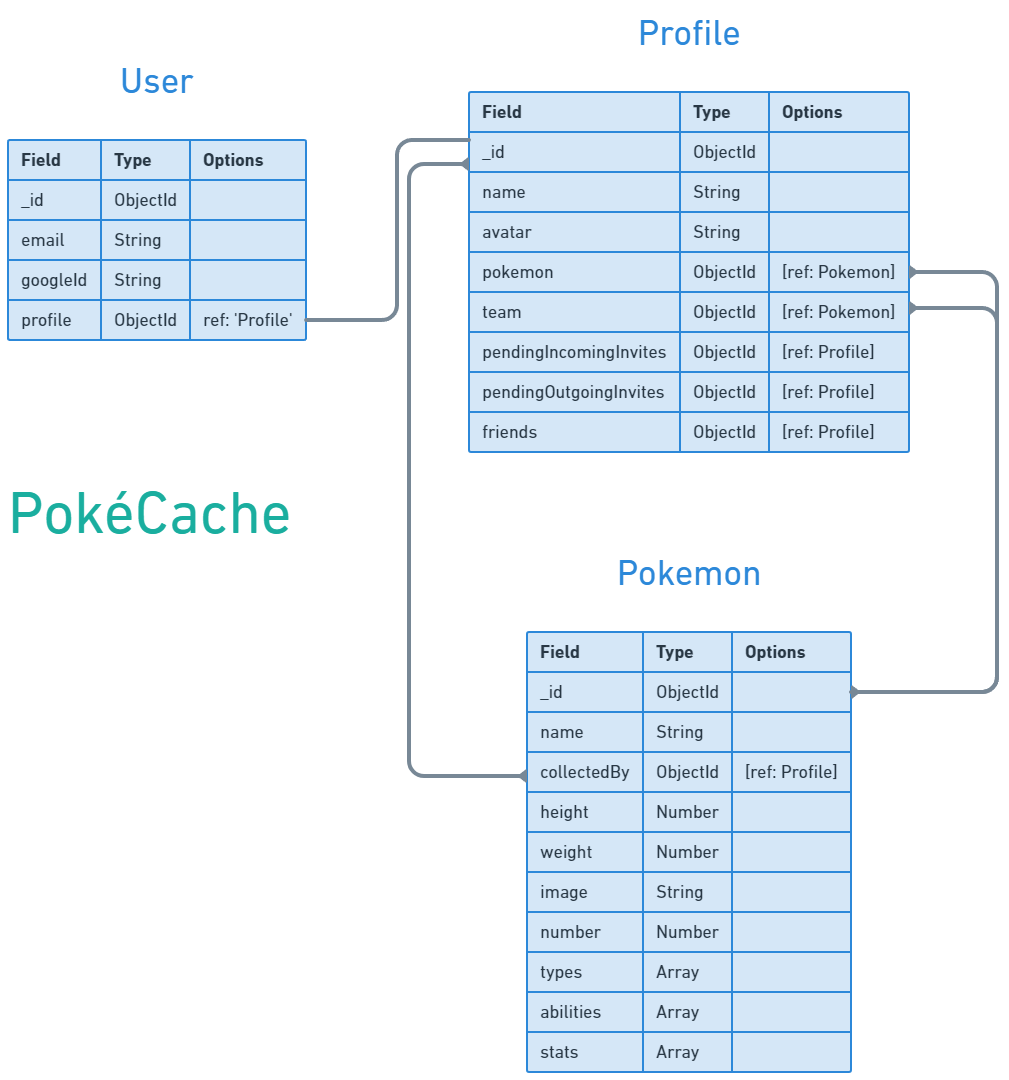 User
Field Type Options
_id ObjectId
email String
googleId String
profile ObjectId ref: 'Profile'
Profile
Field Type Options
_id ObjectId
name String
avatar String
pokemon ObjectId [ref: Pokemon]
team ObjectId [ref: Pokemon]
pendingIncomingInvites ObjectId [ref: Profile]
pendingOutgoingInvites ObjectId [ref: Profile]
friends ObjectId [ref: Profile]
PokéCache
Pokemon
Field Type Options
_id ObjectId
name String
collectedBy ObjectId [ref: Profile]
height Number
weight Number
image String
number Number
types Array
abilities Array
stats Array